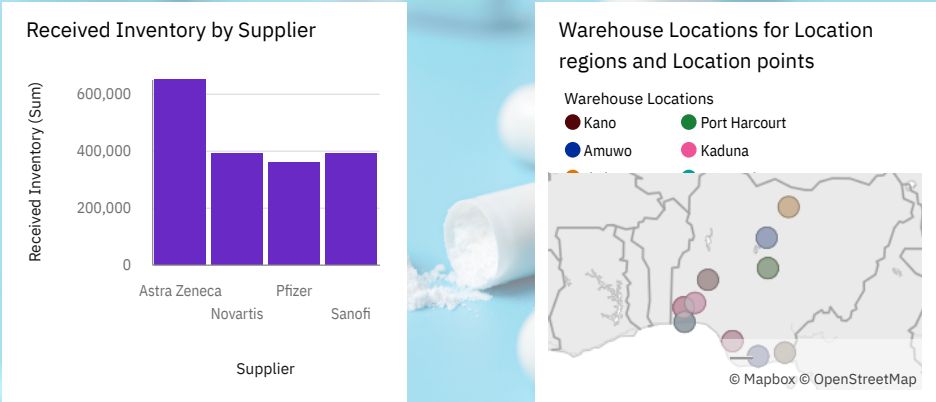 Received Inventory by Supplier
Received Inventory (Sum)
600,000
400,000
200,000
0
Astra Zeneca
Pfizer
Novartis
Sanofi
Supplier
Warehouse Locations for Location
regions and Location points
Warehouse Locations
Kano
Port Harcourt
Amuwo
Kaduna
© Mapbox © OpenStreetMap